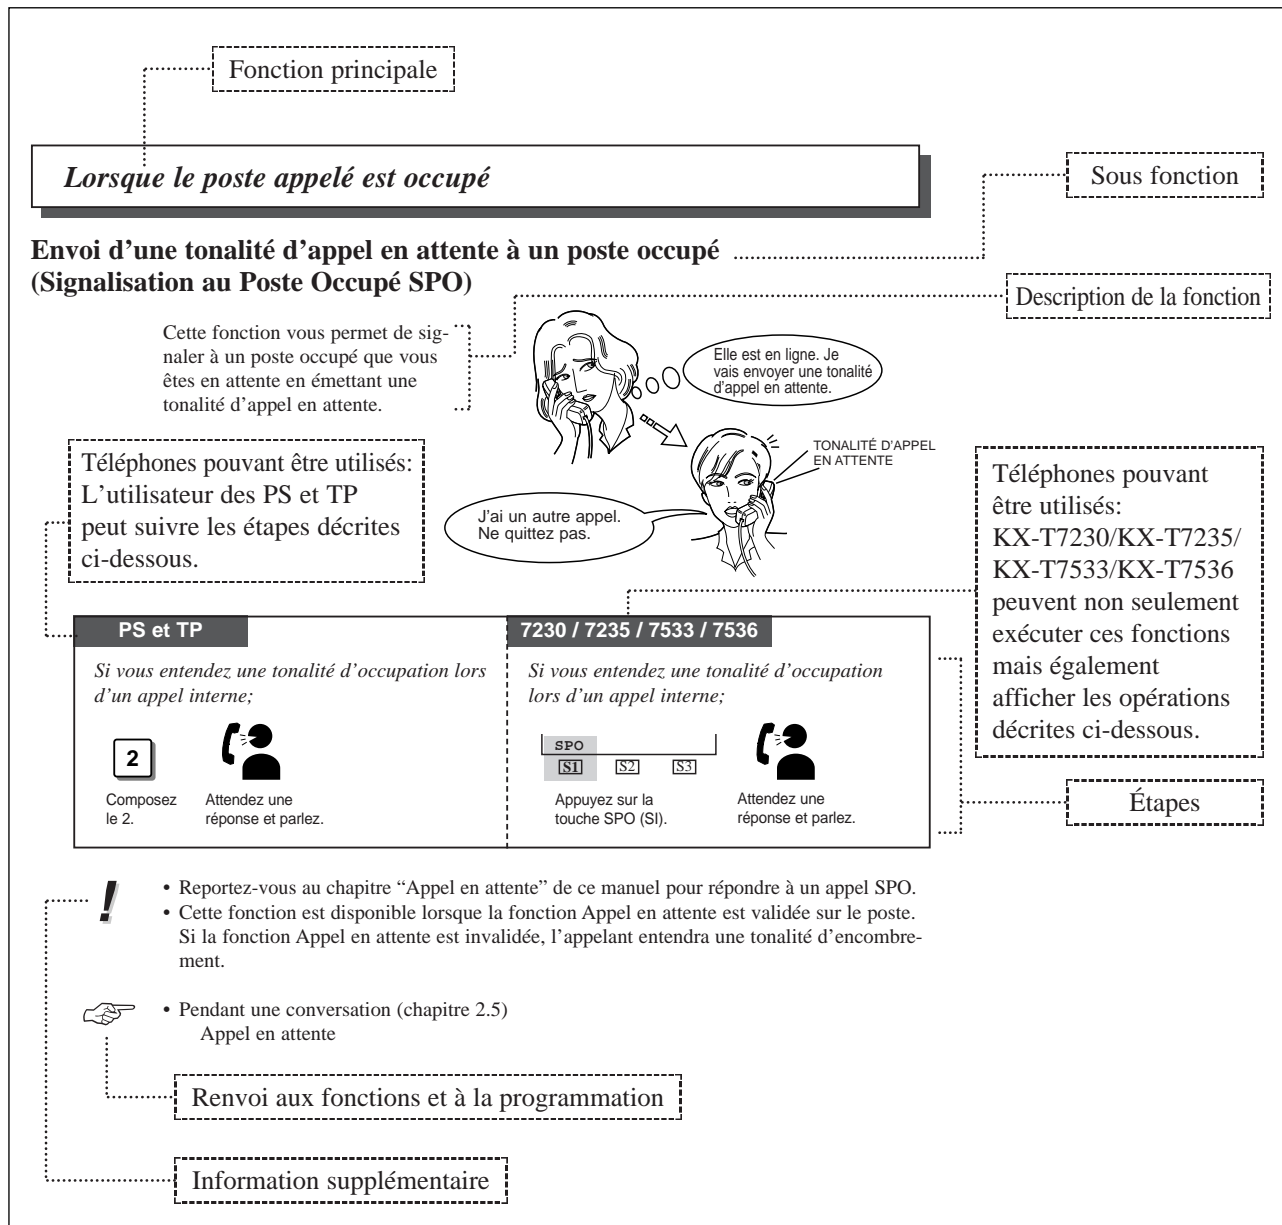 Fonction principale
Lorsque le poste appelé est occupé
Sous fonction
Envoi d'une tonalité d'appel en attente à un poste occupé
(Signalisation au Poste Occupé SPO)
Description de la fonction
Cette fonction vous permet de sig-
naler à un poste occupé que vous
êtes en attente en émettant une
tonalité d'appel en attente.
Elle est en ligne. Je
vais envoyer une tonalité
d'appel en attente.
TONALITÉ D'APPEL
EN ATTENTE
J'ai un autre appel.
Ne quittez pas.
Téléphones pouvant être utilisés:
L'utilisateur des PS et TP
peut suivre les étapes décrites
ci-dessous.
Téléphones pouvant
être utilisés:
KX-T7230/KX-T7235/
KX-T7533/KX-T7536
peuvent non seulement
exécuter ces fonctions
mais également
afficher les opérations
décrites ci-dessous.
PS et TP
Si vous entendez une tonalité d'occupation lors
d'un appel interne;
2
Composez
le 2.
Attendez une
réponse et parlez.
7230 / 7235 / 7533 / 7536
Si vous entendez une tonalité d'occupation
lors d'un appel interne;
SPO
S1 S2 S3
Appuyez sur la
touche SPO (SI).
Attendez une
réponse et parlez.
Étapes
!
• Reportez-vous au chapitre “Appel en attente” de ce manuel pour répondre à un appel SPO.
• Cette fonction est disponible lorsque la fonction Appel en attente est validée sur le poste.
Si la fonction Appel en attente est invalidée, l'appelant entendra une tonalité d'encombre-
ment.
• Pendant une conversation (chapitre 2.5)
Appel en attente
Renvoi aux fonctions et à la programmation
Information supplémentaire